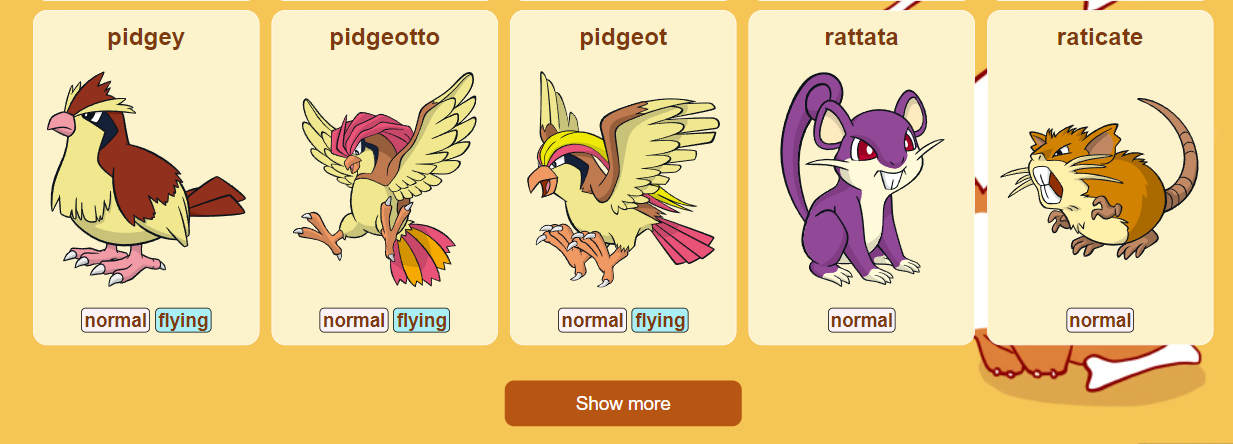 pidgey
pidgeotto
pidgeot
rattata
raticate
normal flying
normal flying
normal flying
normal
normal
Show more